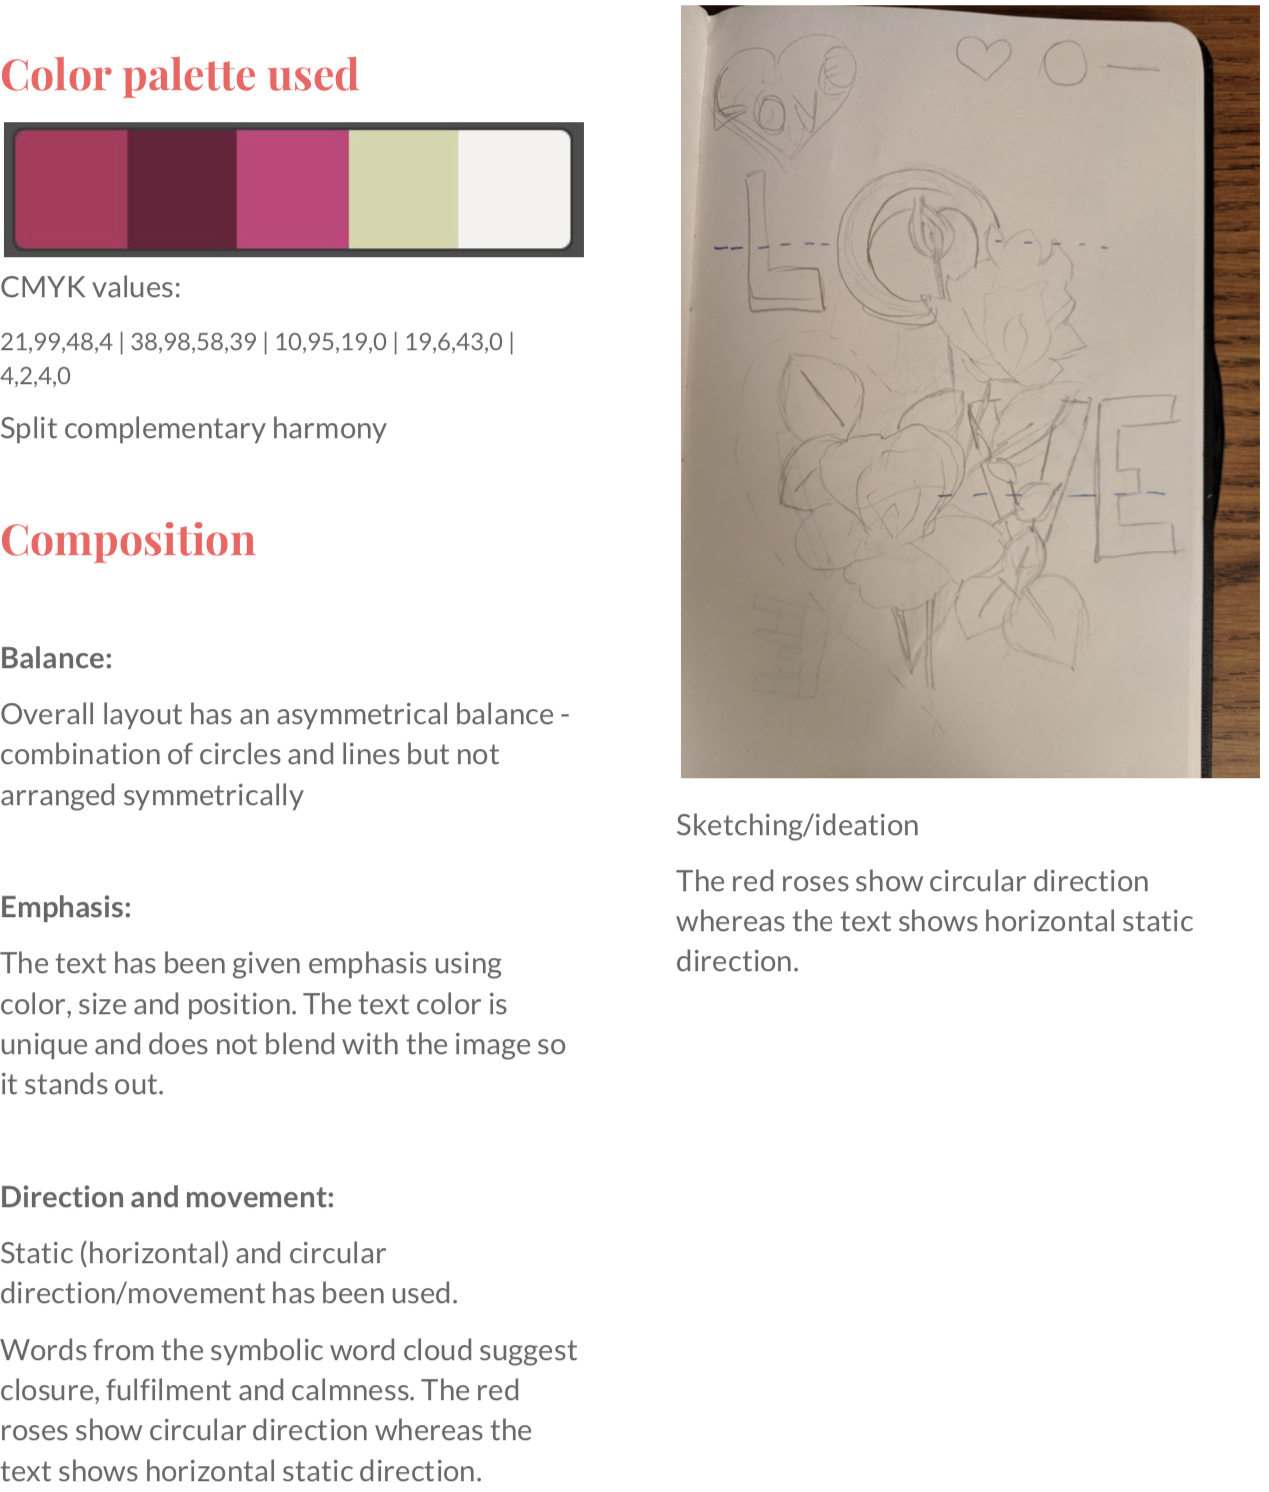 Color palette used
CMYK values:
21,99,48,4 | 38,98,58,39 | 10,95,19,0 | 19,6,43,0 |
4,2,4,0
Split complementary harmony
Composition
Balance:
Overall layout has an asymmetrical balance -
combination of circles and lines but not
arranged symmetrically
Emphasis:
The text has been given emphasis using
color, size and position. The text color is
unique and does not blend with the image so
it stands out.
Direction and movement:
Static (horizontal) and circular
direction/movement has been used.
Words from the symbolic word cloud suggest
closure, fulfilment and calmness. The red
roses show circular direction whereas the
text shows horizontal static direction.
LOVE
LO
VE
Sketching/ideation
The red roses show circular direction
whereas the text shows horizontal static
direction.